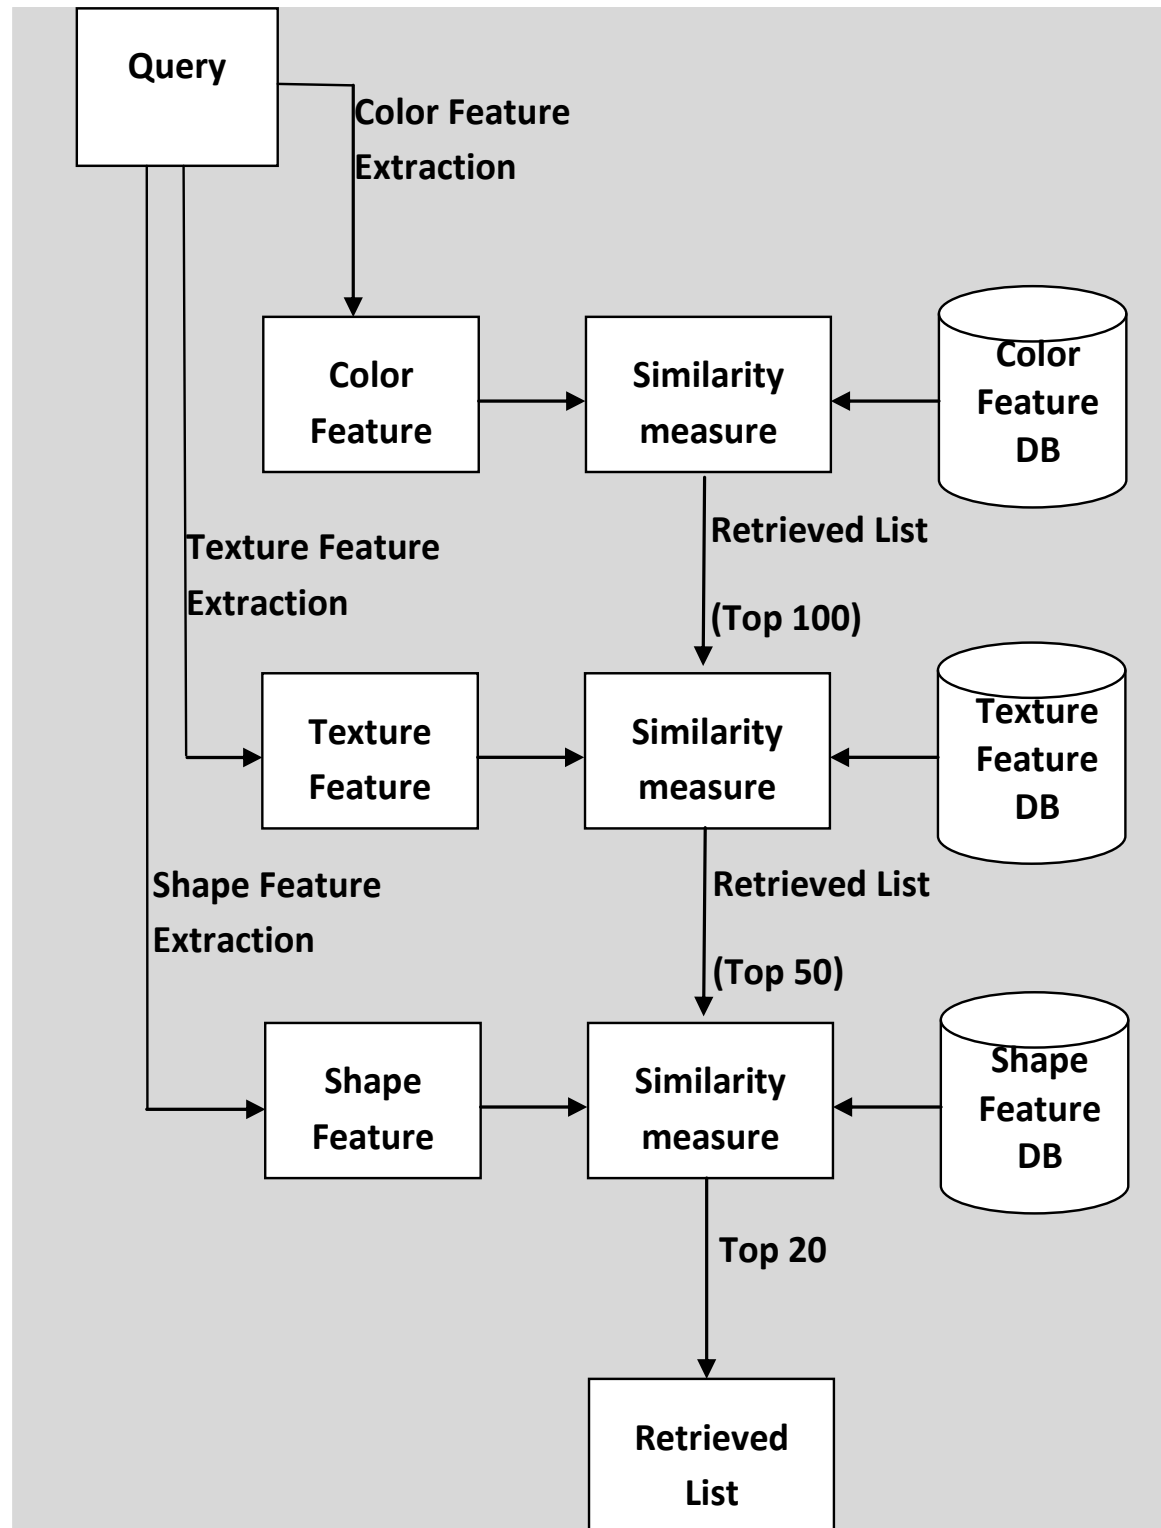 Query
Color Feature
Extraction
Color
Feature
Similarity
measure
Color
Feature
DB
Retrieved List
(Top 100)
Texture Feature
Extraction
Texture
Feature
Similarity
measure
Texture
Feature
DB
Retrieved List
(Top 50)
Shape Feature
Extraction
Shape
Feature
Similarity
measure
Shape
Feature
DB
Top 20
Retrieved
List